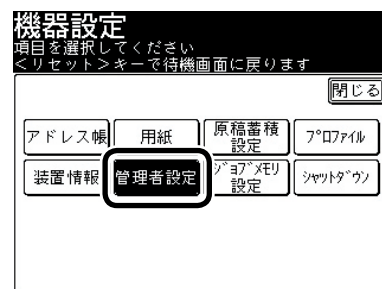 機器設定
項目を選択してください
<リセット>キーで待機画面に戻ります
閉じる
アドレス帳 用紙 原稿蓄積設定 プロファイル
装置情報 管理者設定 ジョブメモリ設定 シャットダウン